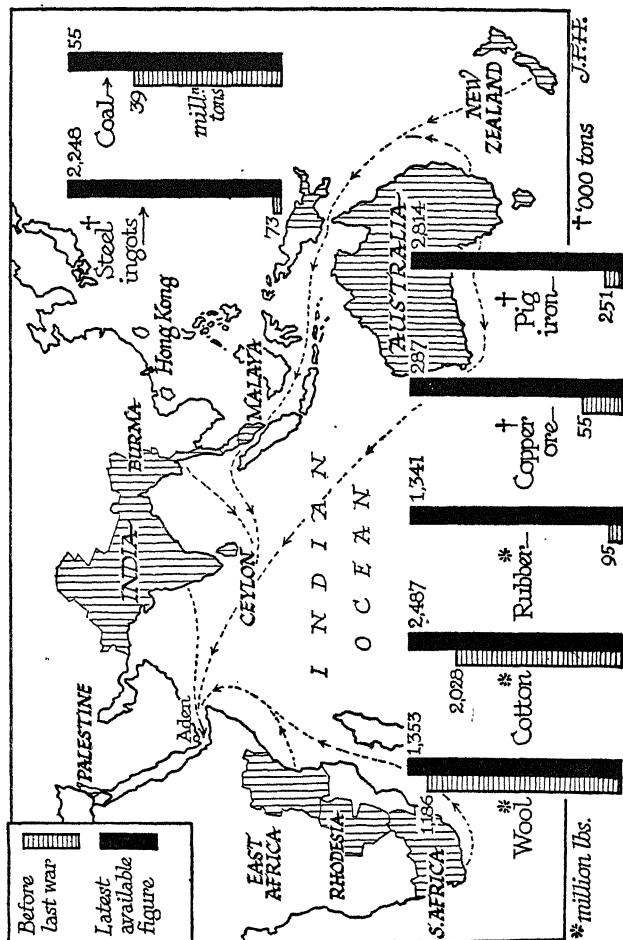 Before
last war
Latest
available
figure
PALESTINE
Aden
EAST
AFRICA
RHODESIA
S. AFRICA
INDIA
BURMA
CEYLON
MALAYA
Hong Kong
INDIAN
OCEAN
AUSTRALIA
NEW
ZEALAND
†
Steel
ingots
2,248
73
Coal
55
39
mill<sup>n</sup>
tons
*
Wool
1,353
1,186
*
Cotton
2,487
2,028
*
Rubber
1,341
95
†
Copper
ore
287
55
†
Pig
iron
2,814
251
*million lbs.
†'000 tons
J.F.H.